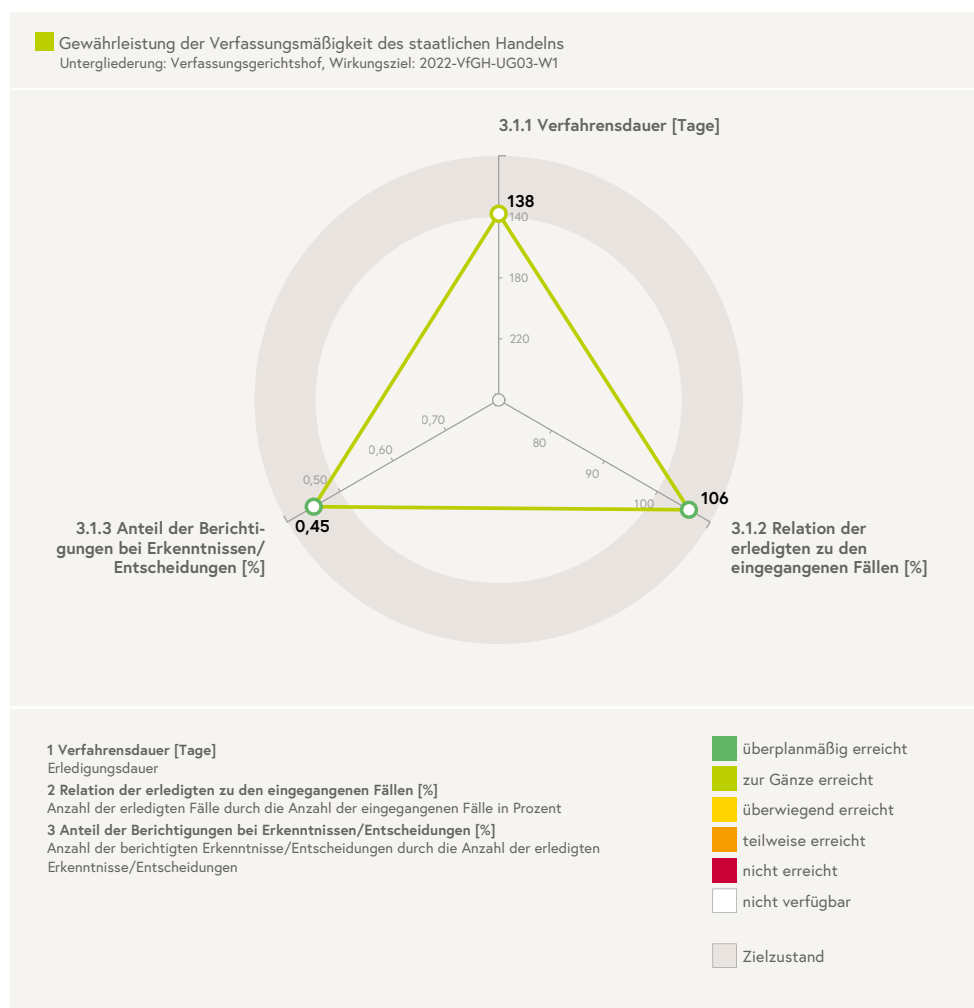 Gewährleistung der Verfassungsmäßigkeit des staatlichen Handelns
Untergliederung: Verfassungsgerichtshof, Wirkungsziel: 2022-VfGH-UG03-W1
3.1.1 Verfahrensdauer [Tage]
138
140
180
220
0,70
0,60
0,50
80
90
100
106
0,45
3.1.3 Anteil der Berichti-
gungen bei Erkenntnissen/
Entscheidungen [%]
3.1.2 Relation der
erledigten zu den
eingegangenen Fällen [%]
1 Verfahrensdauer [Tage]
Erledigungsdauer
2 Relation der erledigten zu den eingegangenen Fällen [%]
Anzahl der erledigten Fälle durch die Anzahl der eingegangenen Fälle in Prozent
3 Anteil der Berichtigungen bei Erkenntnissen/Entscheidungen [%]
Anzahl der berichtigten Erkenntnisse/Entscheidungen durch die Anzahl der erledigten
Erkenntnisse/Entscheidungen
überplanmäßig erreicht
zur Gänze erreicht
überwiegend erreicht
teilweise erreicht
nicht erreicht
nicht verfügbar
Zielzustand